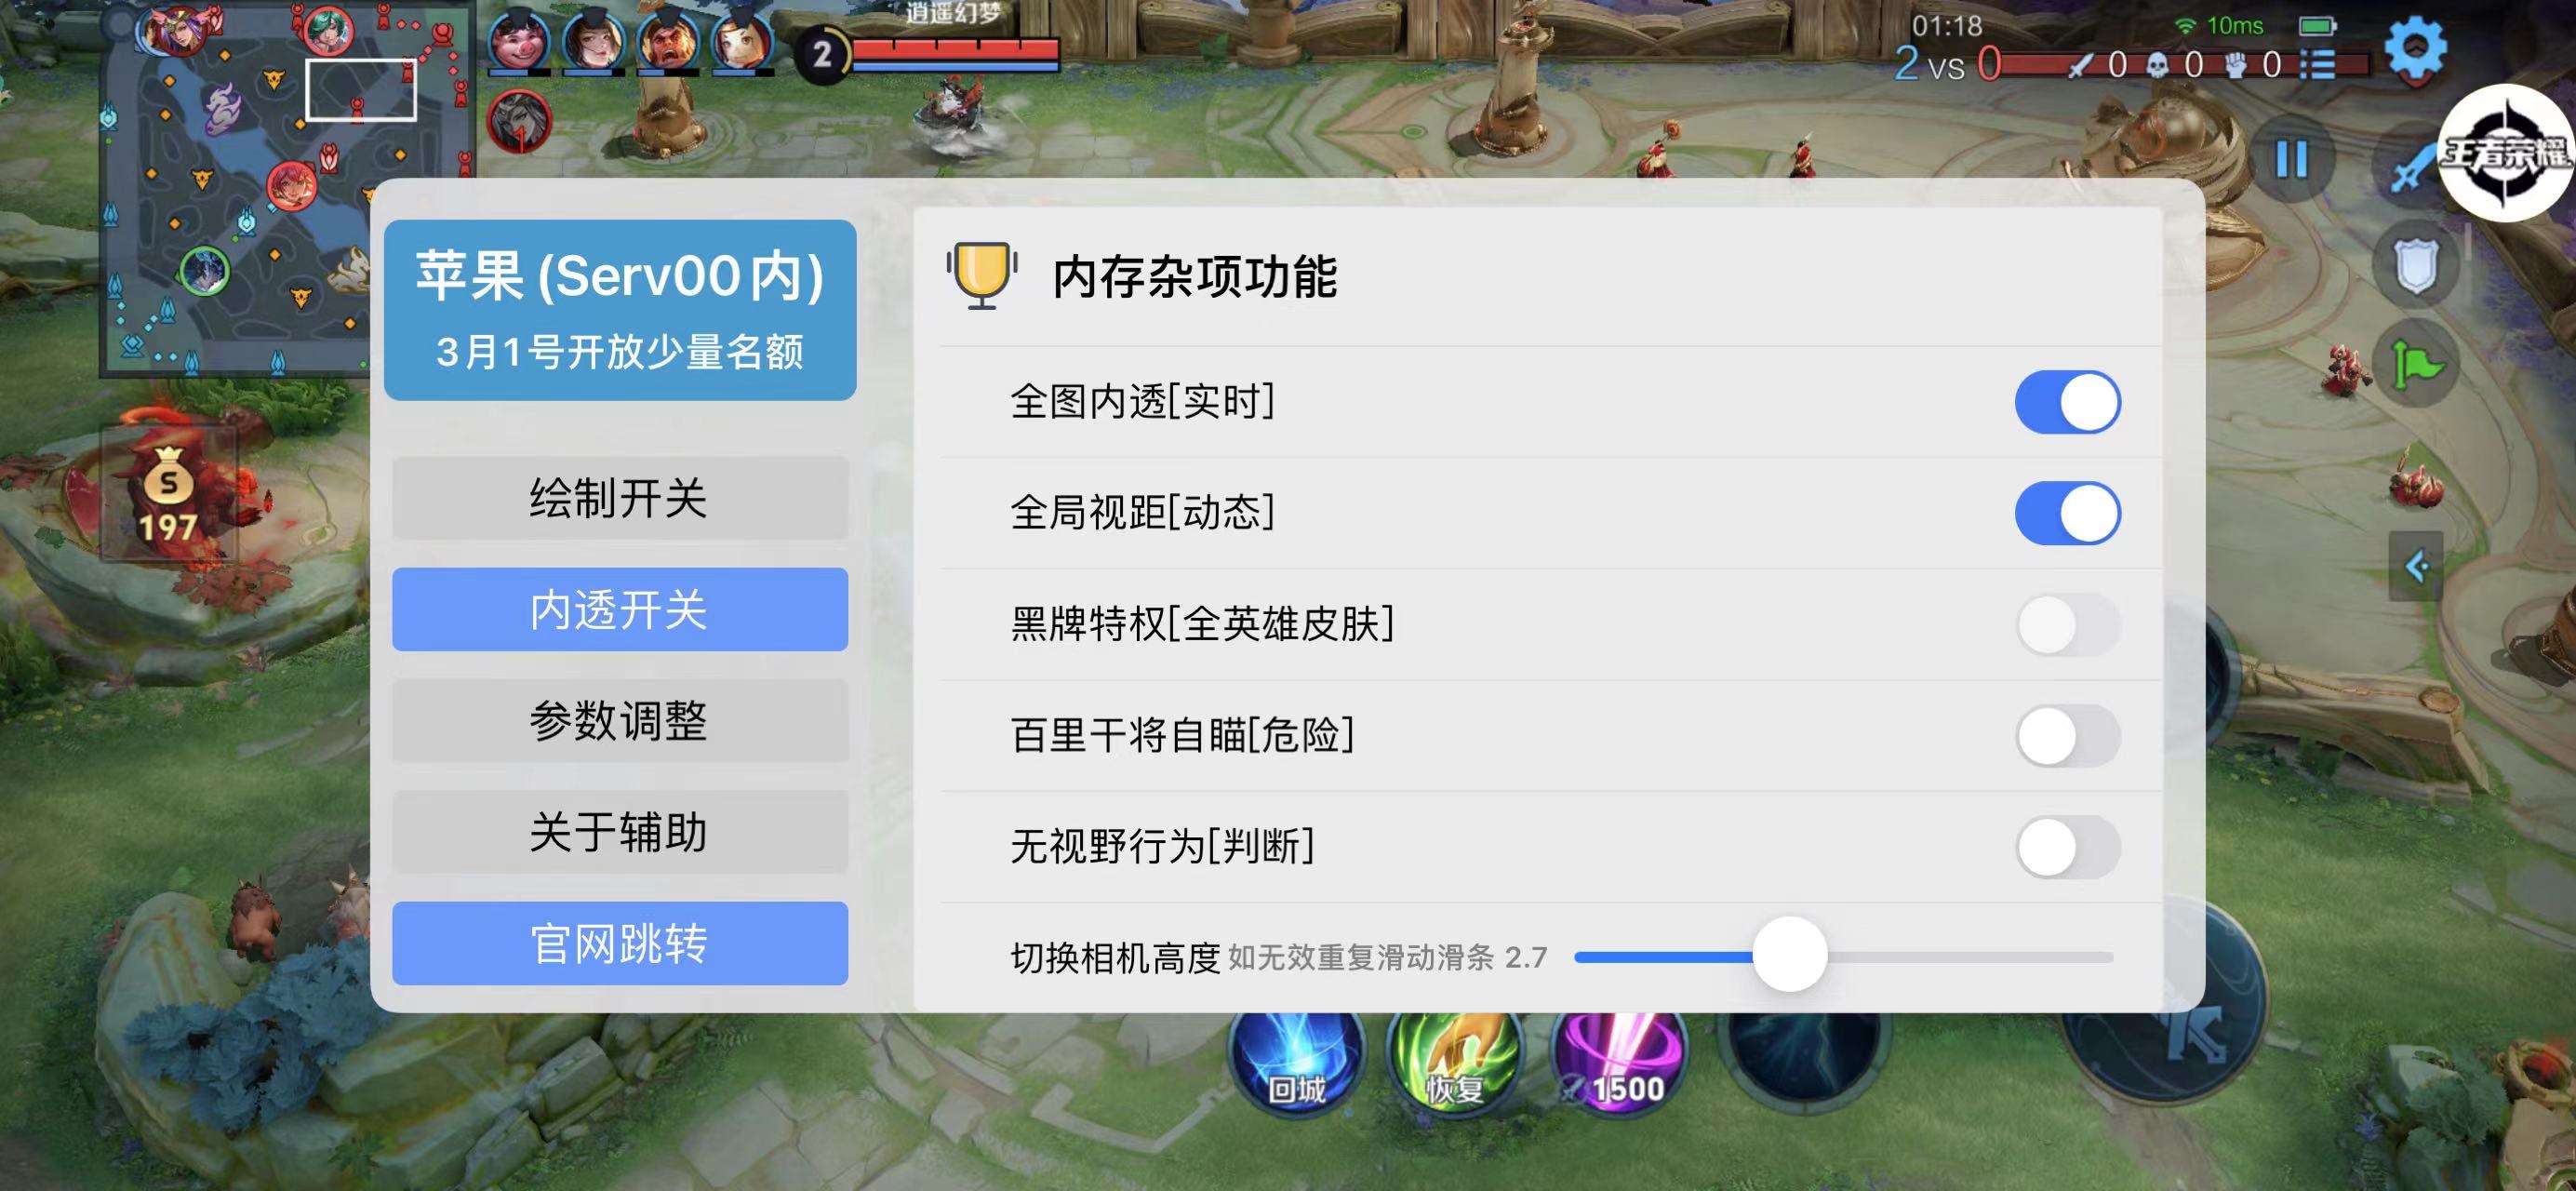 逍遥幻梦
2
01:18
10ms
2 vs 0
0
0
0
王者荣耀
1
苹果(Serv00内)
3月1号开放少量名额
绘制开关
内透开关
参数调整
关于辅助
官网跳转
内存杂项功能
全图内透[实时]
全局视距[动态]
黑牌特权[全英雄皮肤]
百里干将自瞄[危险]
无视野行为[判断]
切换相机高度 如无效重复滑动滑条 2.7
S
197
回城
恢复
1500